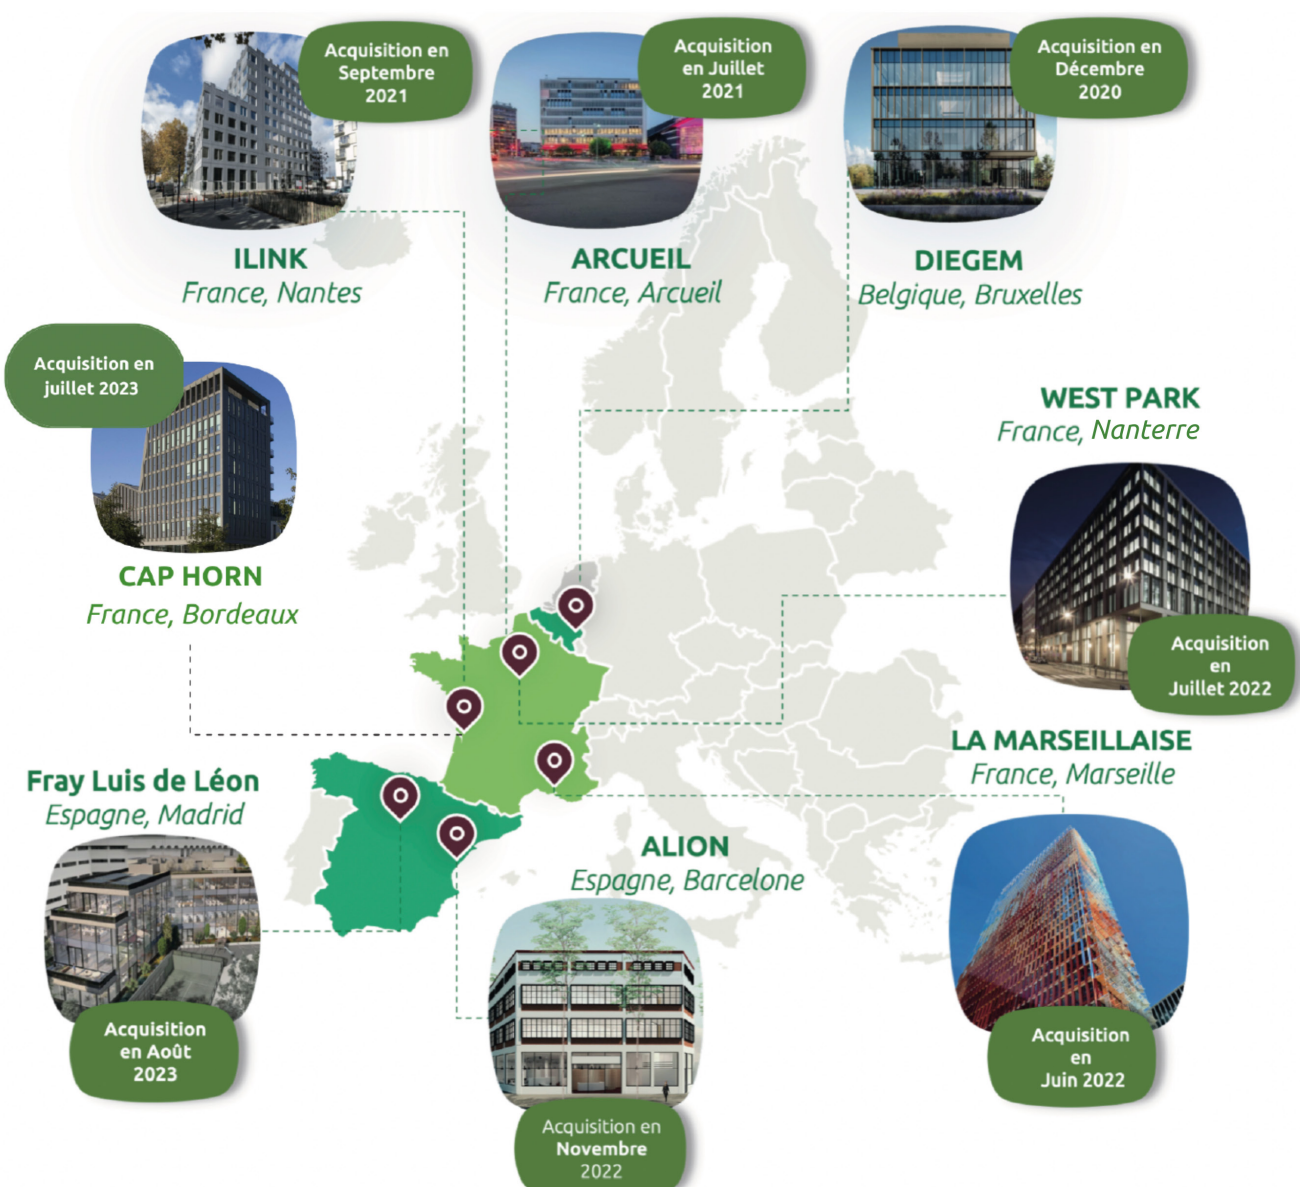 Acquisition en
Septembre
2021
ILINK
France, Nantes
Acquisition
en Juillet
2021
ARCUEIL
France, Arcueil
Acquisition en
Décembre
2020
DIEGEM
Belgique, Bruxelles
Acquisition en
juillet 2023
CAP HORN
France, Bordeaux
WEST PARK
France, Nanterre
Acquisition
en
Juillet 2022
Fray Luis de Léon
Espagne, Madrid
Acquisition
en Août
2023
ALION
Espagne, Barcelone
Acquisition en
Novembre
2022
LA MARSEILLAISE
France, Marseille
Acquisition
en
Juin 2022